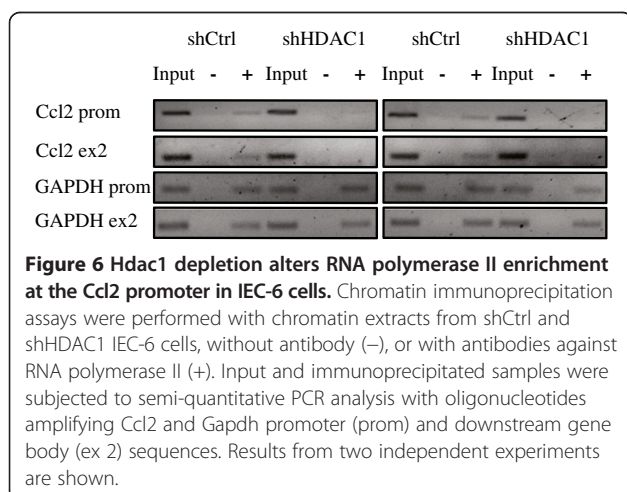 shCtrl shHDAC1 shCtrl shHDAC1
Input - + Input - + Input - + Input - +
Ccl2 prom
Ccl2 ex2
GAPDH prom
GAPDH ex2
Figure 6 Hdac1 depletion alters RNA polymerase II enrichment
at the Ccl2 promoter in IEC-6 cells. Chromatin immunoprecipitation
assays were performed with chromatin extracts from shCtrl and
shHDAC1 IEC-6 cells, without antibody (−), or with antibodies against
RNA polymerase II (+). Input and immunoprecipitated samples were
subjected to semi-quantitative PCR analysis with oligonucleotides
amplifying Ccl2 and Gapdh promoter (prom) and downstream gene
body (ex 2) sequences. Results from two independent experiments
are shown.